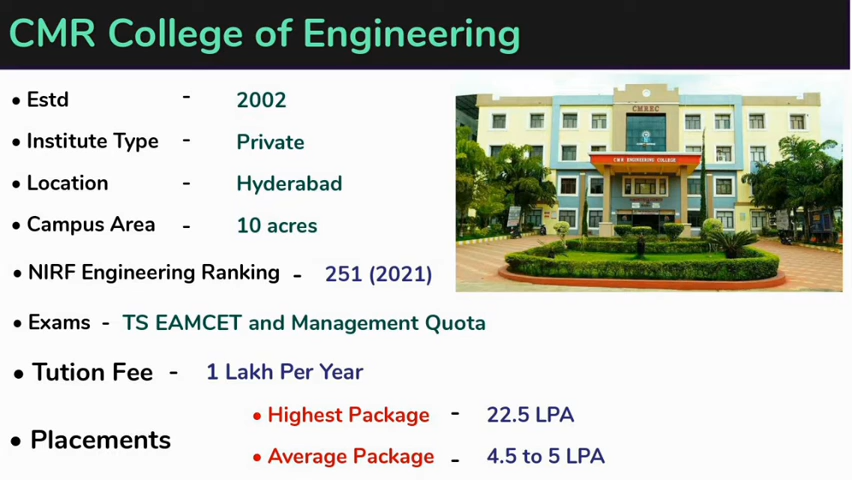 CMR College of Engineering
• Estd - 2002
• Institute Type - Private
• Location - Hyderabad
• Campus Area - 10 acres
• NIRF Engineering Ranking - 251 (2021)
• Exams - TS EAMCET and Management Quota
• Tution Fee - 1 Lakh Per Year
• Placements
• Highest Package - 22.5 LPA
• Average Package - 4.5 to 5 LPA
CMREC
CMR ENGINEERING COLLEGE